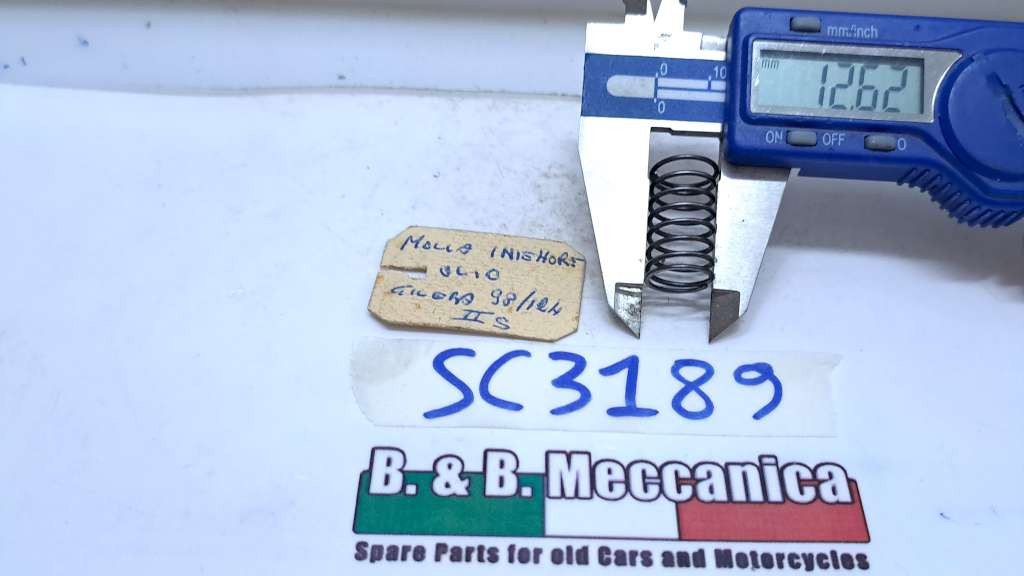 mm/inch
mm
12.62
0 10
0
ON OFF 0
MOLLA
OLIO
GILERA 98/124
II S
SC3189
B. & B. Meccanica
Spare Parts for old Cars and Motorcycles